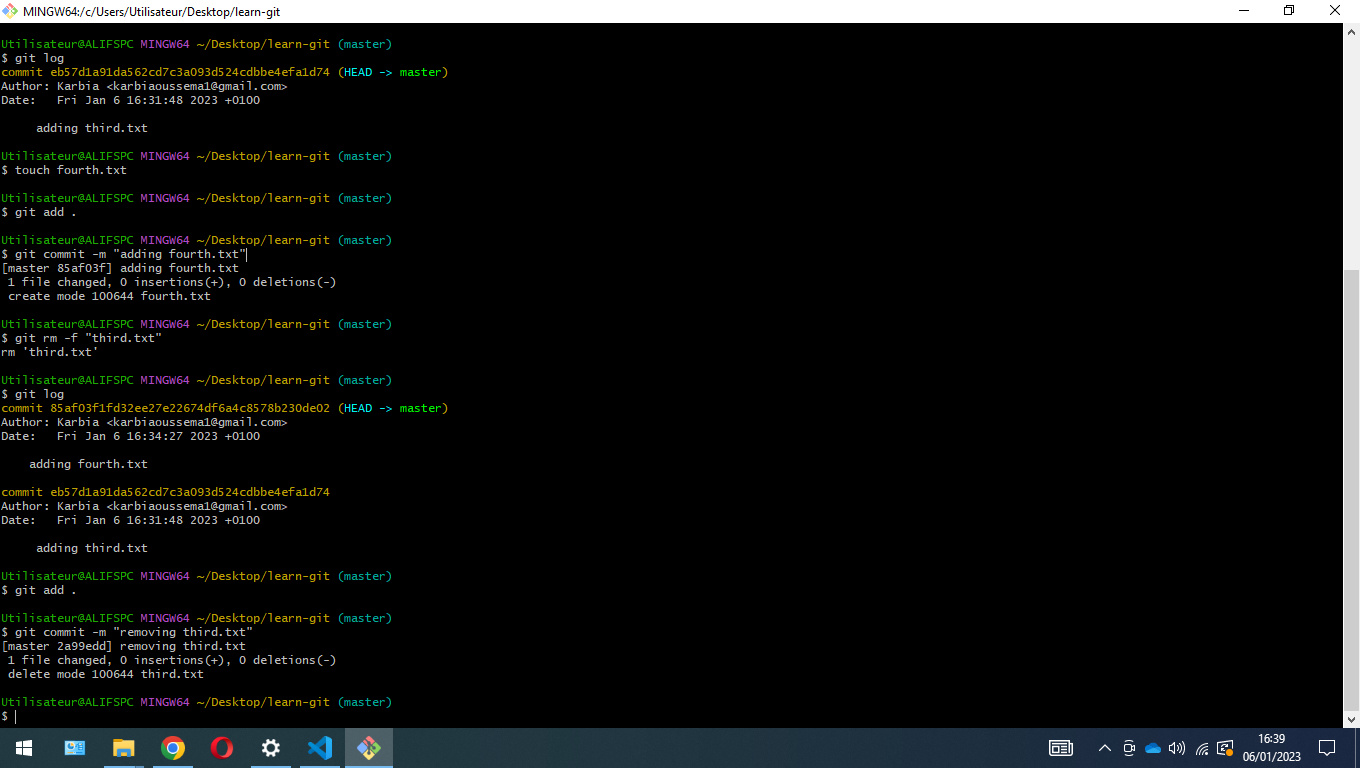 MINGW64:/c/Users/Utilisateur/Desktop/learn-git
Utilisateur@ALIFSPC MINGW64 ~/Desktop/learn-git (master)
$ git log
commit eb57d1a91da562cd7c3a093d524cdbbe4efa1d74 (HEAD -> master)
Author: Karbia <karbiaoussema1@gmail.com>
Date:   Fri Jan 6 16:31:48 2023 +0100
     adding third.txt
Utilisateur@ALIFSPC MINGW64 ~/Desktop/learn-git (master)
$ touch fourth.txt
Utilisateur@ALIFSPC MINGW64 ~/Desktop/learn-git (master)
$ git add .
Utilisateur@ALIFSPC MINGW64 ~/Desktop/learn-git (master)
$ git commit -m "adding fourth.txt"
[master 85af03f] adding fourth.txt
 1 file changed, 0 insertions(+), 0 deletions(-)
 create mode 100644 fourth.txt
Utilisateur@ALIFSPC MINGW64 ~/Desktop/learn-git (master)
$ git rm -f "third.txt"
rm 'third.txt'
Utilisateur@ALIFSPC MINGW64 ~/Desktop/learn-git (master)
$ git log
commit 85af03f1fd32ee27e22674df6a4c8578b230de02 (HEAD -> master)
Author: Karbia <karbiaoussema1@gmail.com>
Date:   Fri Jan 6 16:34:27 2023 +0100
    adding fourth.txt
commit eb57d1a91da562cd7c3a093d524cdbbe4efa1d74
Author: Karbia <karbiaoussema1@gmail.com>
Date:   Fri Jan 6 16:31:48 2023 +0100
     adding third.txt
Utilisateur@ALIFSPC MINGW64 ~/Desktop/learn-git (master)
$ git add .
Utilisateur@ALIFSPC MINGW64 ~/Desktop/learn-git (master)
$ git commit -m "removing third.txt"
[master 2a99edd] removing third.txt
 1 file changed, 0 insertions(+), 0 deletions(-)
 delete mode 100644 third.txt
Utilisateur@ALIFSPC MINGW64 ~/Desktop/learn-git (master)
$
16:39
06/01/2023